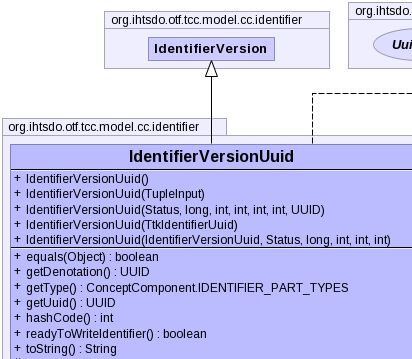 org.ihtsdo.otf.tcc.model.cc.identifier
org.ihtsdo.
IdentifierVersion
Uui
org.ihtsdo.otf.tcc.model.cc.identifier
IdentifierVersionUuid
+ IdentifierVersionUuid()
+ IdentifierVersionUuid(TupleInput)
+ IdentifierVersionUuid(Status, long, int, int, int, int, UUID)
+ IdentifierVersionUuid(TtkIdentifierUuid)
+ IdentifierVersionUuid(IdentifierVersionUuid, Status, long, int, int, int)
+ equals(Object) : boolean
+ getDenotation() : UUID
+ getType() : ConceptComponent.IDENTIFIER_PART_TYPES
+ getUuid() : UUID
+ hashCode() : int
+ readyToWriteIdentifier() : boolean
+ toString() : String